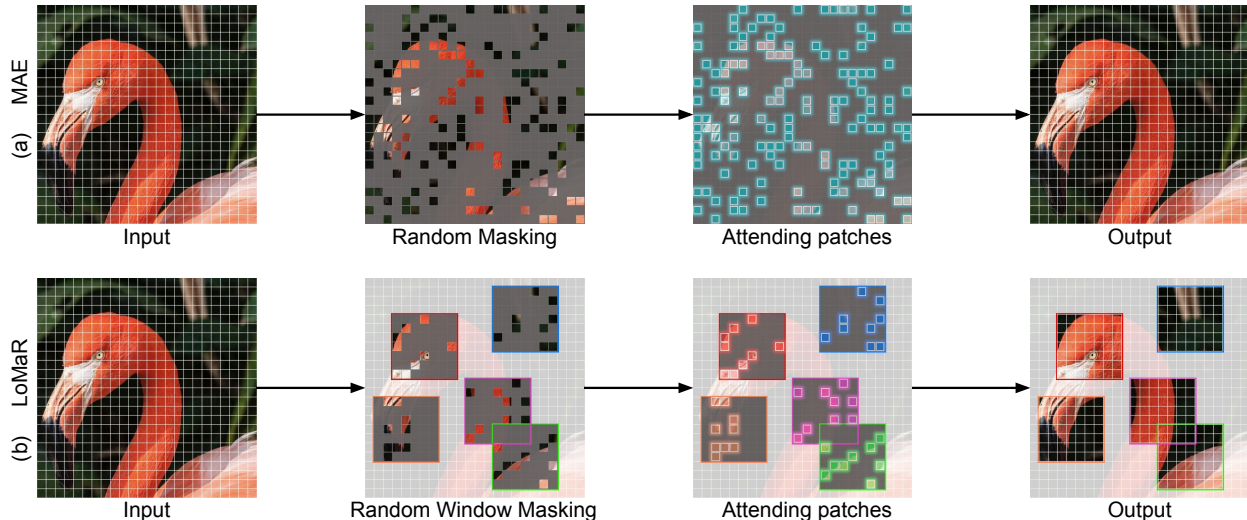 (a) MAE
Input
Random Masking
Attending patches
Output
(b) LoMaR
Input
Random Window Masking
Attending patches
Output